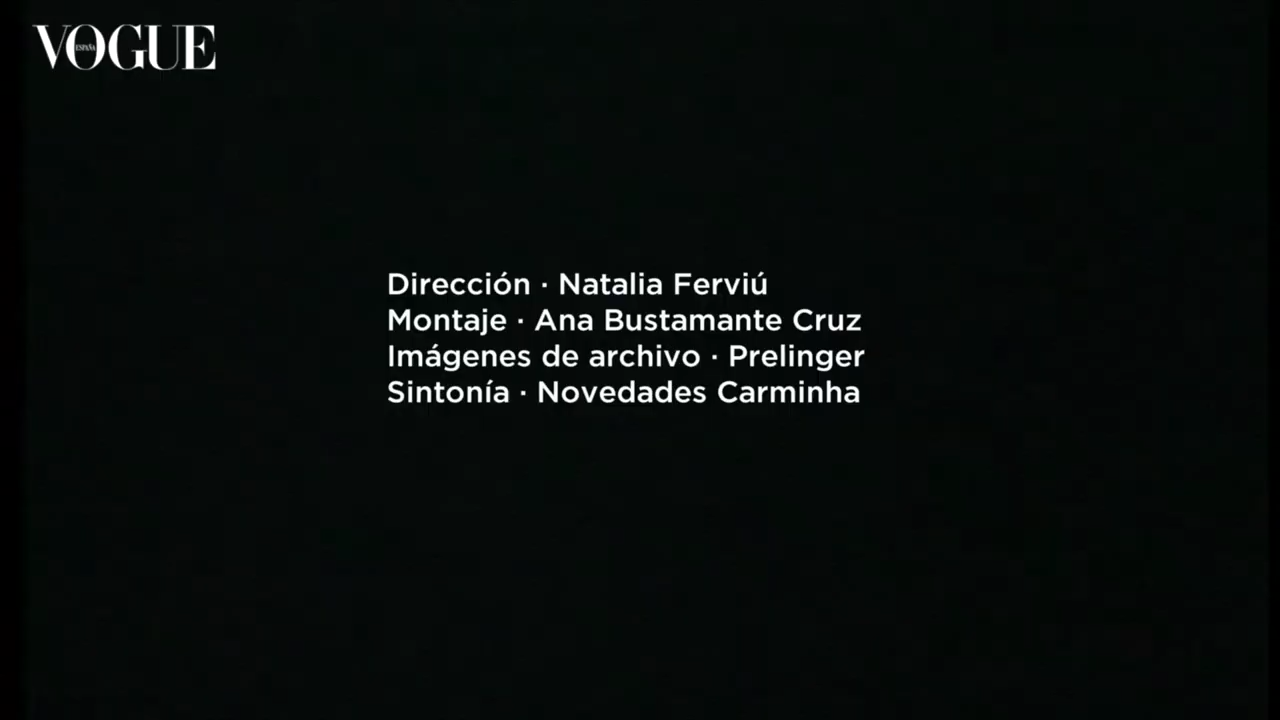 VOGUE
ESPAÑA
Dirección · Natalia Ferviú
Montaje · Ana Bustamante Cruz
Imágenes de archivo · Prelinger
Sintonía · Novedades Carminha